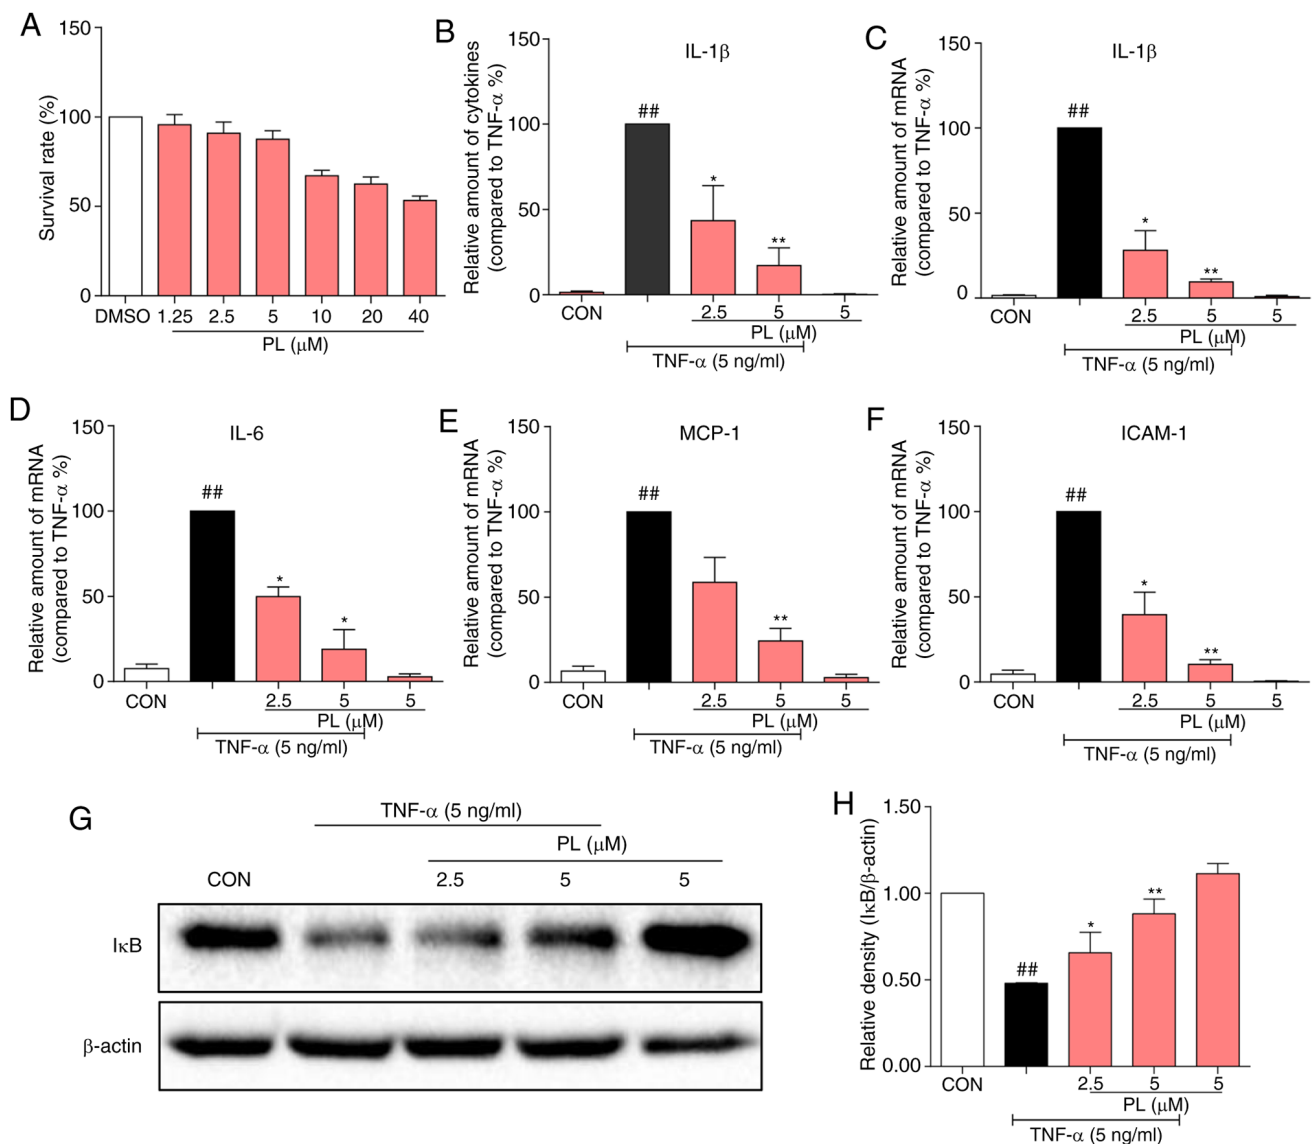 A
Survival rate (%)
150
100
50
0
DMSO 1.25 2.5 5 10 20 40
PL (μM)
B
IL-1β
Relative amount of cytokines
(compared to TNF-α %)
150
100
50
0
##
*
**
CON 2.5 5 5
PL (μM)
TNF-α (5 ng/ml)
C
IL-1β
Relative amount of mRNA
(compared to TNF-α %)
150
100
50
0
##
*
**
CON 2.5 5 5
PL (μM)
TNF-α (5 ng/ml)
D
IL-6
Relative amount of mRNA
(compared to TNF-α %)
150
100
50
0
##
*
*
CON 2.5 5 5
PL (μM)
TNF-α (5 ng/ml)
E
MCP-1
Relative amount of mRNA
(compared to TNF-α %)
150
100
50
0
##
**
CON 2.5 5 5
PL (μM)
TNF-α (5 ng/ml)
F
ICAM-1
Relative amount of mRNA
(compared to TNF-α %)
150
100
50
0
##
*
**
CON 2.5 5 5
PL (μM)
TNF-α (5 ng/ml)
G
TNF-α (5 ng/ml)
PL (μM)
CON 2.5 5 5
IκB
β-actin
H
Relative density (IκB/β-actin)
1.50
1.00
0.50
0.00
##
*
**
CON 2.5 5 5
PL (μM)
TNF-α (5 ng/ml)